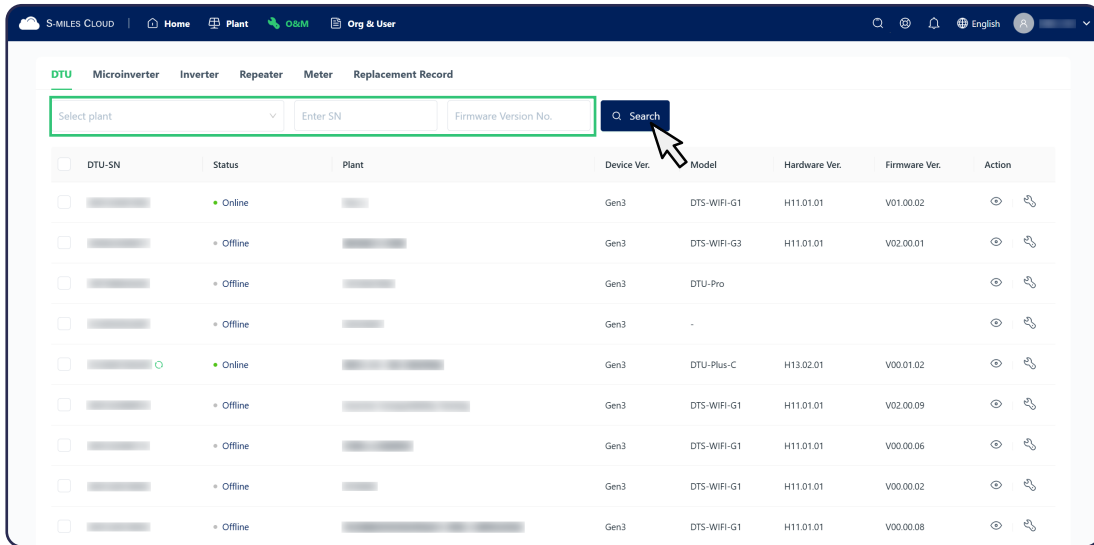 S-MILES CLOUD | Home Plant O&M Org & User English A
DTU Microinverter Inverter Repeater Meter Replacement Record
Select plant Enter SN Firmware Version No. Search
DTU-SN Status Plant Device Ver. Model Hardware Ver. Firmware Ver. Action
Online Gen3 DTS-WIFI-G1 H11.01.01 V01.00.02
Offline Gen3 DTS-WIFI-G3 H11.01.01 V02.00.01
Offline Gen3 DTU-Pro
Offline Gen3 -
Online Gen3 DTU-Plus-C H13.02.01 V00.01.02
Offline Gen3 DTS-WIFI-G1 H11.01.01 V02.00.09
Offline Gen3 DTS-WIFI-G1 H11.01.01 V00.00.06
Offline Gen3 DTS-WIFI-G1 H11.01.01 V00.00.02
Offline Gen3 DTS-WIFI-G1 H11.01.01 V00.00.08